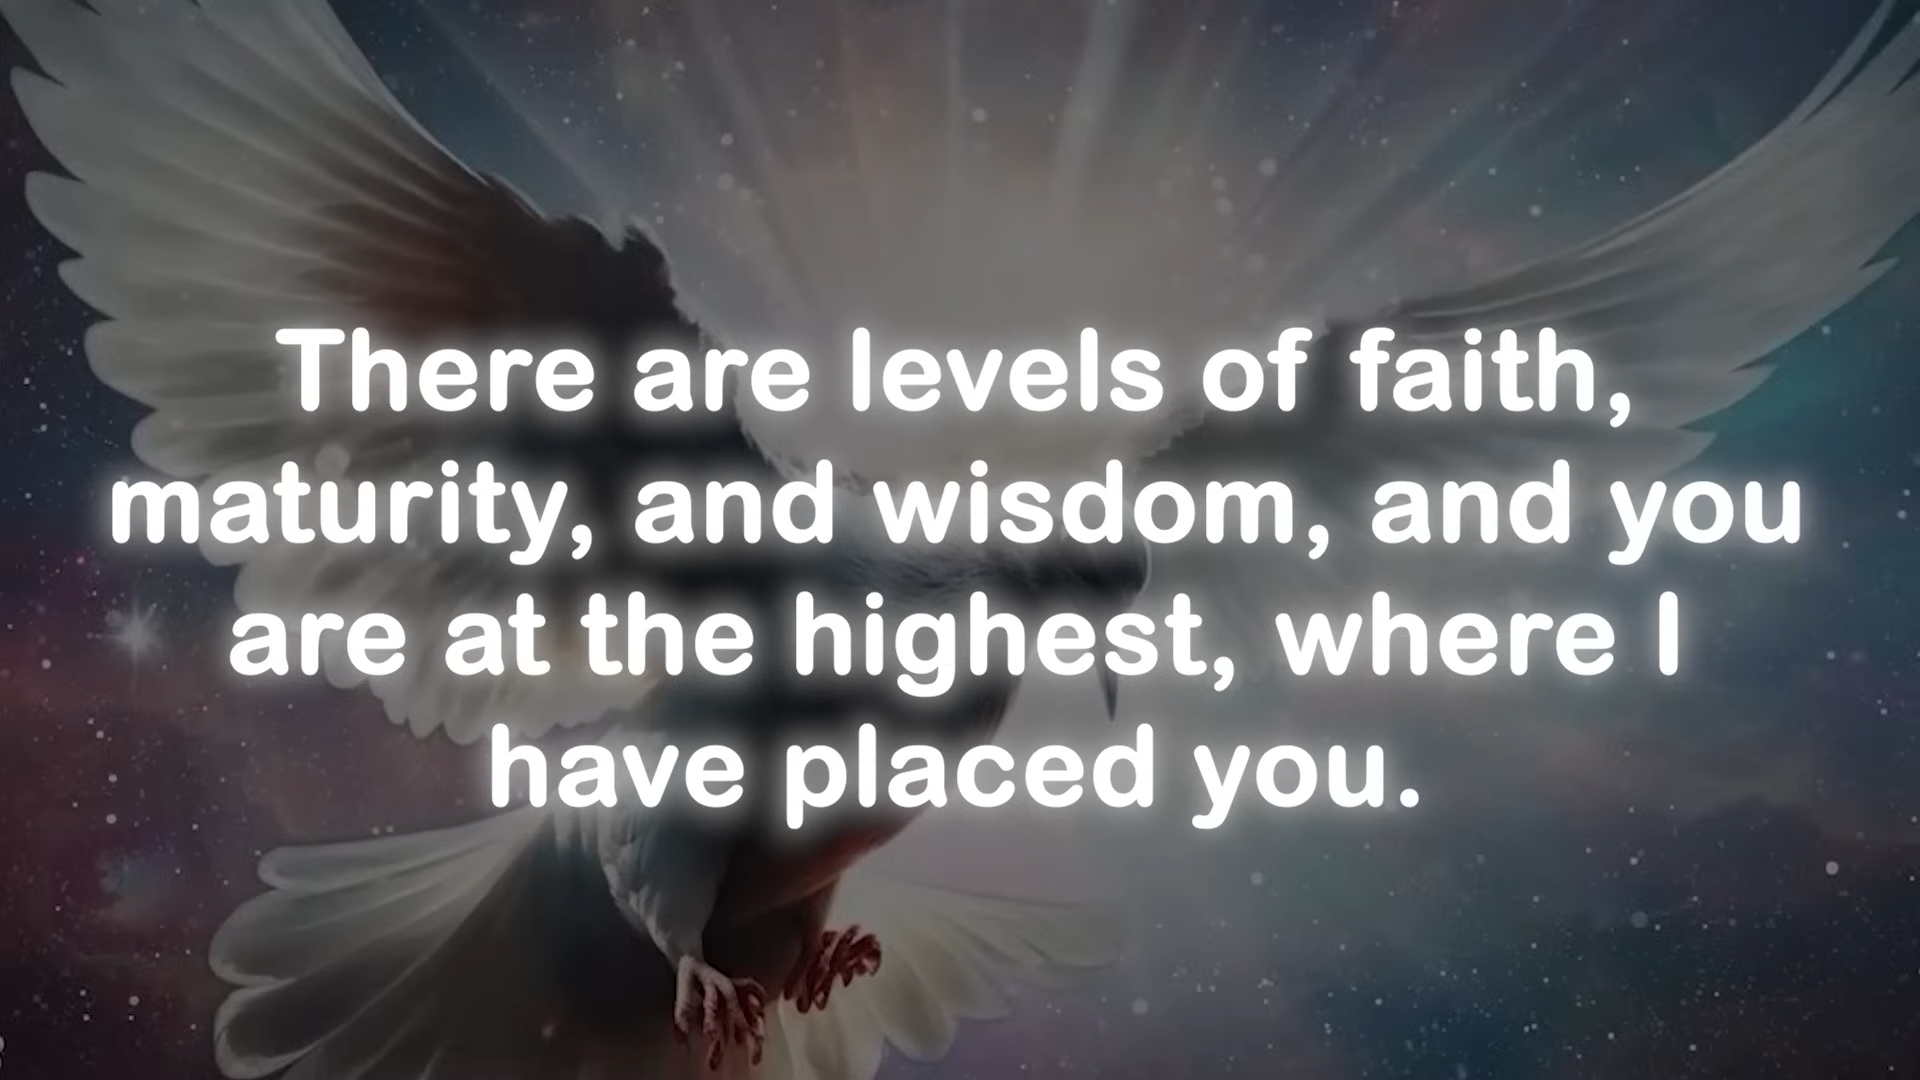 There are levels of faith,
maturity, and wisdom, and you
are at the highest, where I
have placed you.